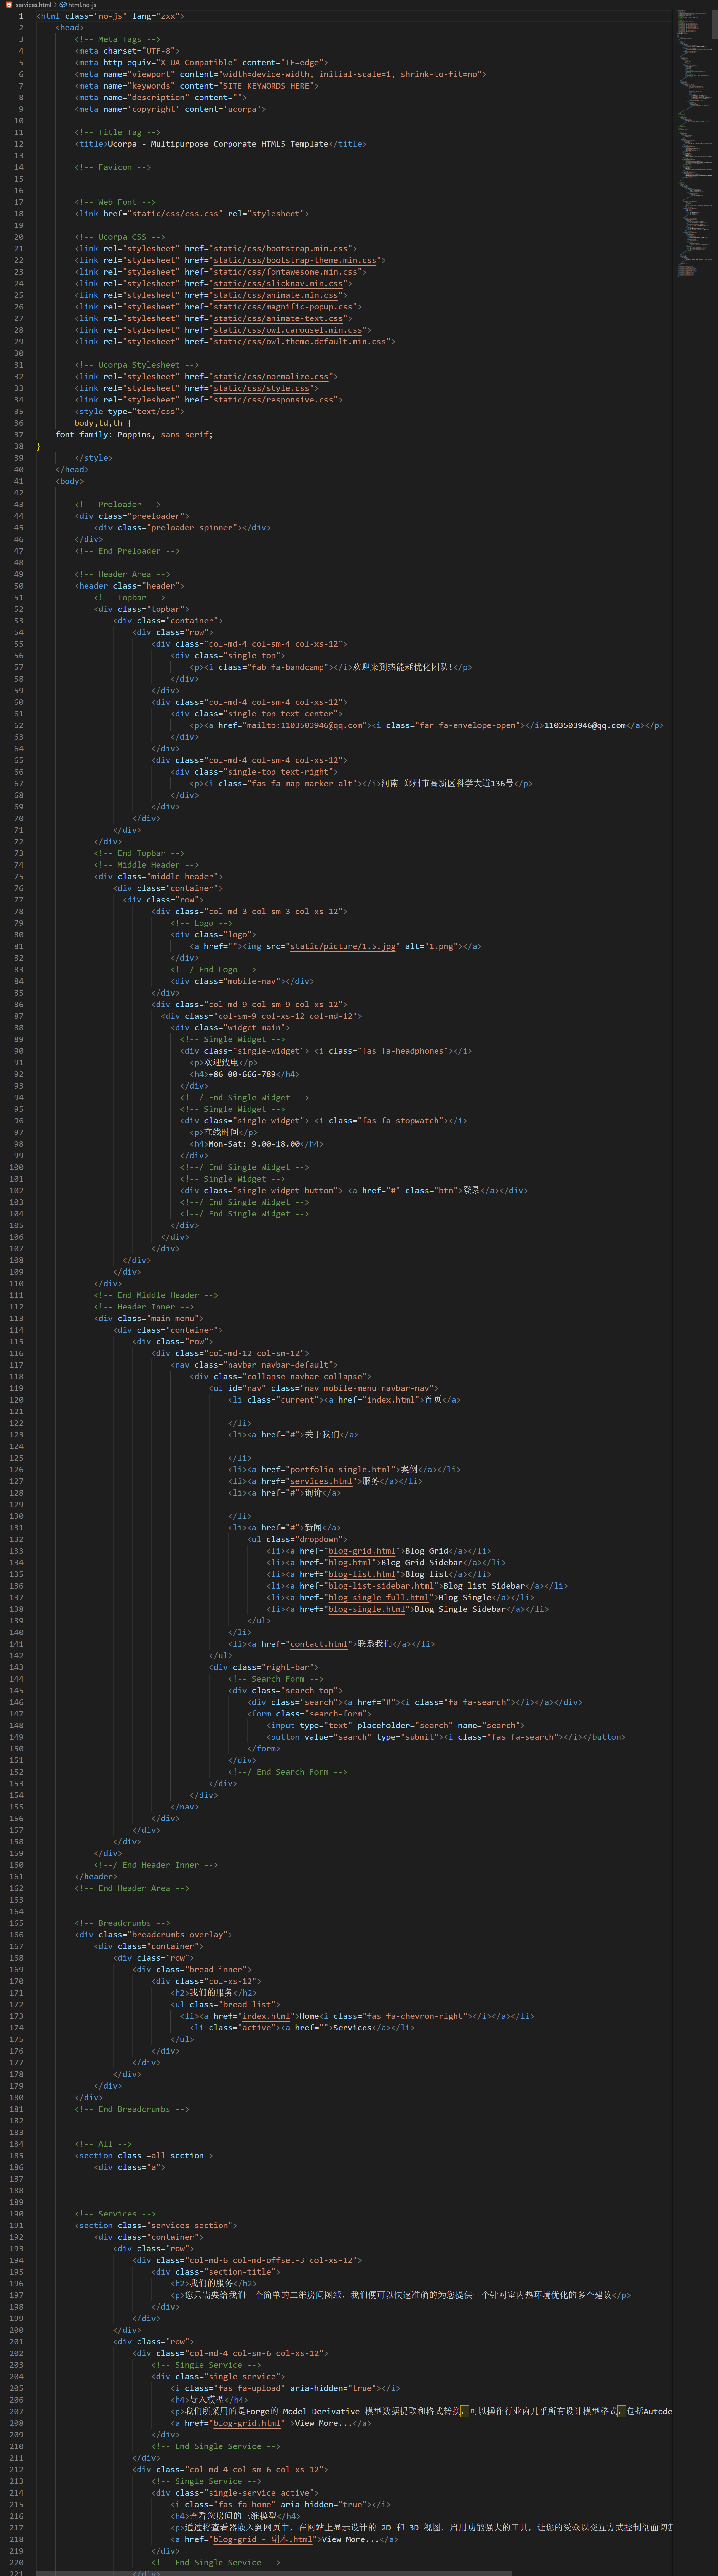 services.html > html.no-js
1 <html class="no-js" lang="zxx">
2 <head>
3 <!-- Meta Tags -->
4 <meta charset="UTF-8">
5 <meta http-equiv="X-UA-Compatible" content="IE=edge">
6 <meta name="viewport" content="width=device-width, initial-scale=1, shrink-to-fit=no">
7 <meta name="keywords" content="SITE KEYWORDS HERE">
8 <meta name="description" content="">
9 <meta name='copyright' content='ucorpa'>
10
11 <!-- Title Tag -->
12 <title>Ucorpa - Multipurpose Corporate HTML5 Template</title>
13
14 <!-- Favicon -->
15
16
17 <!-- Web Font -->
18 <link href="static/css/css.css" rel="stylesheet">
19
20 <!-- Ucorpa CSS -->
21 <link rel="stylesheet" href="static/css/bootstrap.min.css">
22 <link rel="stylesheet" href="static/css/bootstrap-theme.min.css">
23 <link rel="stylesheet" href="static/css/fontawesome.min.css">
24 <link rel="stylesheet" href="static/css/slicknav.min.css">
25 <link rel="stylesheet" href="static/css/animate.min.css">
26 <link rel="stylesheet" href="static/css/magnific-popup.css">
27 <link rel="stylesheet" href="static/css/animate-text.css">
28 <link rel="stylesheet" href="static/css/owl.carousel.min.css">
29 <link rel="stylesheet" href="static/css/owl.theme.default.min.css">
30
31 <!-- Ucorpa Stylesheet -->
32 <link rel="stylesheet" href="static/css/normalize.css">
33 <link rel="stylesheet" href="static/css/style.css">
34 <link rel="stylesheet" href="static/css/responsive.css">
35 <style type="text/css">
36 body,td,th {
37 font-family: Poppins, sans-serif;
38 }
39 </style>
40 </head>
41 <body>
42
43 <!-- Preloader -->
44 <div class="preeloader">
45 <div class="preloader-spinner"></div>
46 </div>
47 <!-- End Preloader -->
48
49 <!-- Header Area -->
50 <header class="header">
51 <!-- Topbar -->
52 <div class="topbar">
53 <div class="container">
54 <div class="row">
55 <div class="col-md-4 col-sm-4 col-xs-12">
56 <div class="single-top">
57 <p><i class="fab fa-bandcamp"></i>欢迎来到热能耗优化团队!</p>
58 </div>
59 </div>
60 <div class="col-md-4 col-sm-4 col-xs-12">
61 <div class="single-top text-center">
62 <p><a href="mailto:1103503946@qq.com"><i class="far fa-envelope-open"></i>1103503946@qq.com</a></p>
63 </div>
64 </div>
65 <div class="col-md-4 col-sm-4 col-xs-12">
66 <div class="single-top text-right">
67 <p><i class="fas fa-map-marker-alt"></i>河南 郑州市高新区科学大道136号</p>
68 </div>
69 </div>
70 </div>
71 </div>
72 </div>
73 <!-- End Topbar -->
74 <!-- Middle Header -->
75 <div class="middle-header">
76 <div class="container">
77 <div class="row">
78 <div class="col-md-3 col-sm-3 col-xs-12">
79 <!-- Logo -->
80 <div class="logo">
81 <a href=""><img src="static/picture/1.5.jpg" alt="1.png"></a>
82 </div>
83 <!--/ End Logo -->
84 <div class="mobile-nav"></div>
85 </div>
86 <div class="col-md-9 col-sm-9 col-xs-12">
87 <div class="col-sm-9 col-xs-12 col-md-12">
88 <div class="widget-main">
89 <!-- Single Widget -->
90 <div class="single-widget"> <i class="fas fa-headphones"></i>
91 <p>欢迎致电</p>
92 <h4>+86 00-666-789</h4>
93 </div>
94 <!--/ End Single Widget -->
95 <!-- Single Widget -->
96 <div class="single-widget"> <i class="fas fa-stopwatch"></i>
97 <p>在线时间</p>
98 <h4>Mon-Sat: 9.00-18.00</h4>
99 </div>
100 <!--/ End Single Widget -->
101 <!-- Single Widget -->
102 <div class="single-widget button"> <a href="#" class="btn">登录</a></div>
103 <!--/ End Single Widget -->
104 <!--/ End Single Widget -->
105 </div>
106 </div>
107 </div>
108 </div>
109 </div>
110 </div>
111 <!-- End Middle Header -->
112 <!-- Header Inner -->
113 <div class="main-menu">
114 <div class="container">
115 <div class="row">
116 <div class="col-md-12 col-sm-12">
117 <nav class="navbar navbar-default">
118 <div class="collapse navbar-collapse">
119 <ul id="nav" class="nav mobile-menu navbar-nav">
120 <li class="current"><a href="index.html">首页</a>
121
122 </li>
123 <li><a href="#">关于我们</a>
124
125 </li>
126 <li><a href="portfolio-single.html">案例</a></li>
127 <li><a href="services.html">服务</a></li>
128 <li><a href="#">询价</a>
129
130 </li>
131 <li><a href="#">新闻</a>
132 <ul class="dropdown">
133 <li><a href="blog-grid.html">Blog Grid</a></li>
134 <li><a href="blog.html">Blog Grid Sidebar</a></li>
135 <li><a href="blog-list.html">Blog list</a></li>
136 <li><a href="blog-list-sidebar.html">Blog list Sidebar</a></li>
137 <li><a href="blog-single-full.html">Blog Single</a></li>
138 <li><a href="blog-single.html">Blog Single Sidebar</a></li>
139 </ul>
140 </li>
141 <li><a href="contact.html">联系我们</a></li>
142 </ul>
143 <div class="right-bar">
144 <!-- Search Form -->
145 <div class="search-top">
146 <div class="search"><a href="#"><i class="fa fa-search"></i></a></div>
147 <form class="search-form">
148 <input type="text" placeholder="search" name="search">
149 <button value="search" type="submit"><i class="fas fa-search"></i></button>
150 </form>
151 </div>
152 <!--/ End Search Form -->
153 </div>
154 </div>
155 </nav>
156 </div>
157 </div>
158 </div>
159 </div>
160 <!--/ End Header Inner -->
161 </header>
162 <!-- End Header Area -->
163
164
165 <!-- Breadcrumbs -->
166 <div class="breadcrumbs overlay">
167 <div class="container">
168 <div class="row">
169 <div class="bread-inner">
170 <div class="col-xs-12">
171 <h2>我们的服务</h2>
172 <ul class="bread-list">
173 <li><a href="index.html">Home<i class="fas fa-chevron-right"></i></a></li>
174 <li class="active"><a href="">Services</a></li>
175 </ul>
176 </div>
177 </div>
178 </div>
179 </div>
180 </div>
181 <!-- End Breadcrumbs -->
182
183
184 <!-- All -->
185 <section class =all section >
186 <div class="a">
187
188
189
190 <!-- Services -->
191 <section class="services section">
192 <div class="container">
193 <div class="row">
194 <div class="col-md-6 col-md-offset-3 col-xs-12">
195 <div class="section-title">
196 <h2>我们的服务</h2>
197 <p>您只需要给我们一个简单的二维房间图纸，我们便可以快速准确的为您提供一个针对室内热环境优化的多个建议</p>
198 </div>
199 </div>
200 </div>
201 <div class="row">
202 <div class="col-md-4 col-sm-6 col-xs-12">
203 <!-- Single Service -->
204 <div class="single-service">
205 <i class="fas fa-upload" aria-hidden="true"></i>
206 <h4>导入模型</h4>
207 <p>我们所采用的是Forge的 Model Derivative 模型数据提取和格式转换，可以操作行业内几乎所有设计模型格式，包括Autode
208 <a href="blog-grid.html" >View More...</a>
209 </div>
210 <!-- End Single Service -->
211 </div>
212 <div class="col-md-4 col-sm-6 col-xs-12">
213 <!-- Single Service -->
214 <div class="single-service active">
215 <i class="fas fa-home" aria-hidden="true"></i>
216 <h4>查看您房间的三维模型</h4>
217 <p>通过将查看器嵌入到网页中，在网站上显示设计的 2D 和 3D 视图。启用功能强大的工具，让您的受众以交互方式控制剖面切割
218 <a href="blog-grid - 副本.html">View More...</a>
219 </div>
220 <!-- End Single Service -->
221 </div>